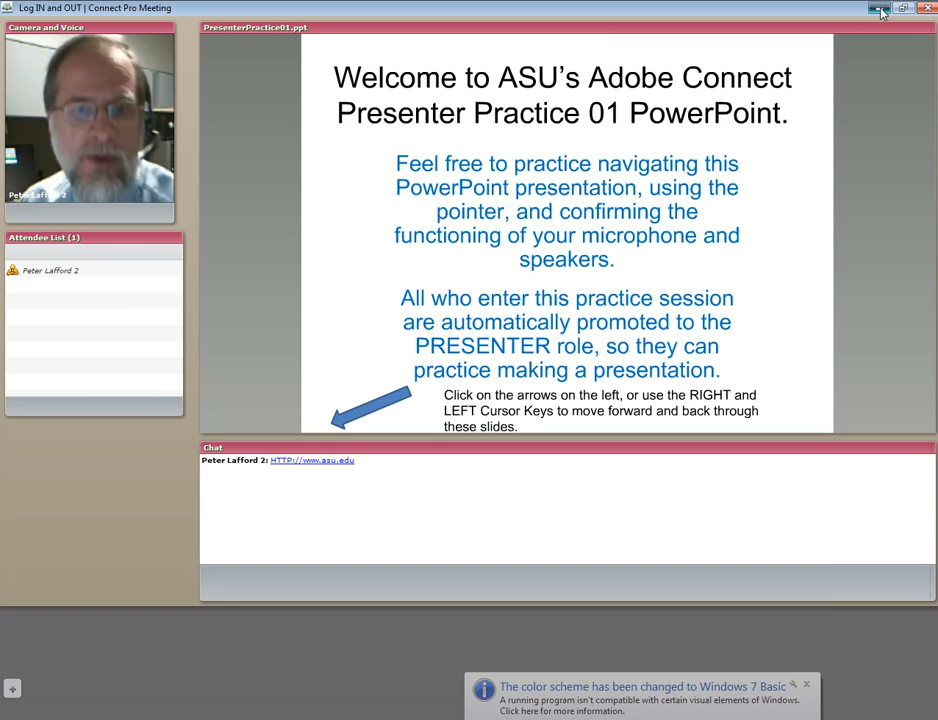 Log IN and OUT | Connect Pro Meeting
Camera and Voice
Peter Lafford 2
Attendee List (1)
Peter Lafford 2
PresenterPractice01.ppt
Welcome to ASU’s Adobe Connect
Presenter Practice 01 PowerPoint.
Feel free to practice navigating this
PowerPoint presentation, using the
pointer, and confirming the
functioning of your microphone and
speakers.
All who enter this practice session
are automatically promoted to the
PRESENTER role, so they can
practice making a presentation.
Click on the arrows on the left, or use the RIGHT and
LEFT Cursor Keys to move forward and back through
these slides.
Chat
Peter Lafford 2: HTTP://www.asu.edu
The color scheme has been changed to Windows 7 Basic
A running program isn't compatible with certain visual elements of Windows.
Click here for more information.